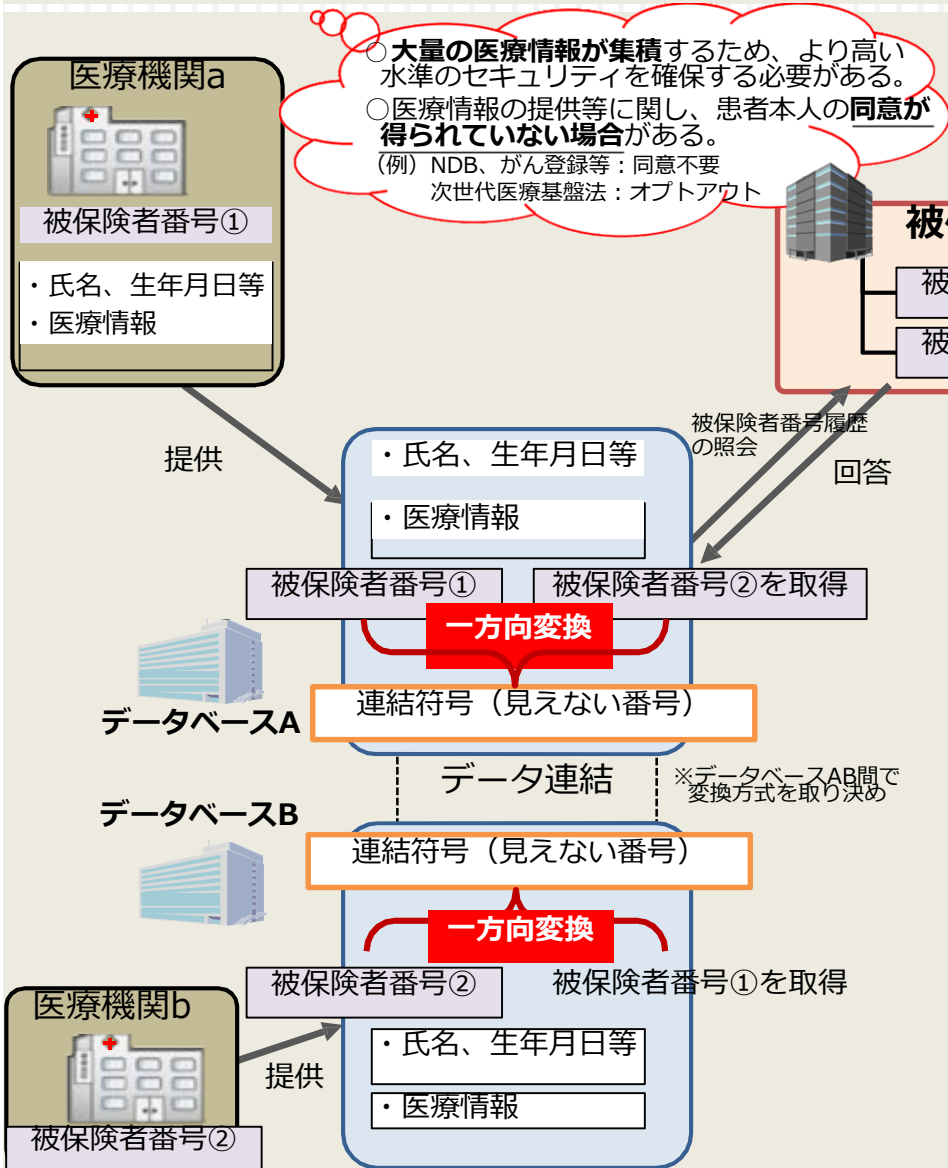 ○大量の医療情報が集積するため、より高い
水準のセキュリティを確保する必要がある。
○医療情報の提供等に関し、患者本人の同意が
得られていない場合がある。
(例）NDB、がん登録等：同意不要
次世代医療基盤法：オプトアウト
医療機関a
被保険者番号①
・氏名、生年月日等
・医療情報
被
被
被
提供
被保険者番号履歴
の照会
回答
・氏名、生年月日等
・医療情報
被保険者番号①
被保険者番号②を取得
一方向変換
連結符号（見えない番号）
データベースA
データ連結
※データベースAB間で
変換方式を取り決め
データベースB
連結符号（見えない番号）
一方向変換
被保険者番号②
被保険者番号①を取得
医療機関b
提供
・氏名、生年月日等
・医療情報
被保険者番号②